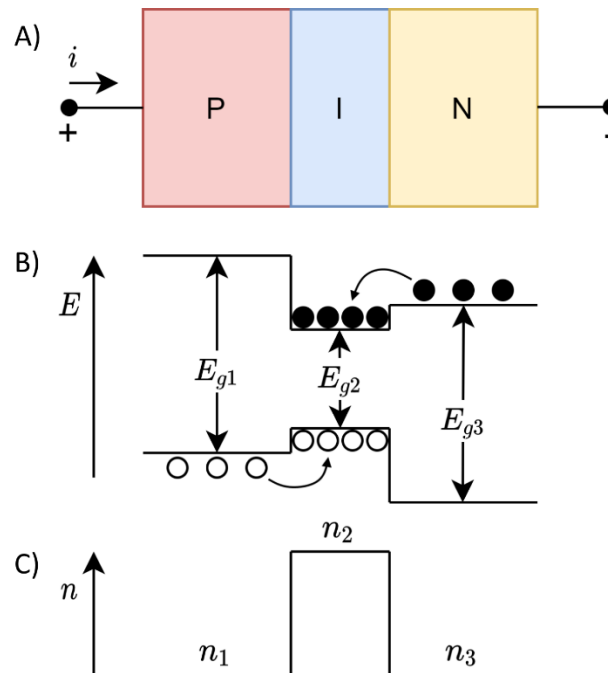 A)
i
P I N
+ -
B)
E
E_{g1} E_{g2} E_{g3}
n_2
C)
n
n_1 n_3